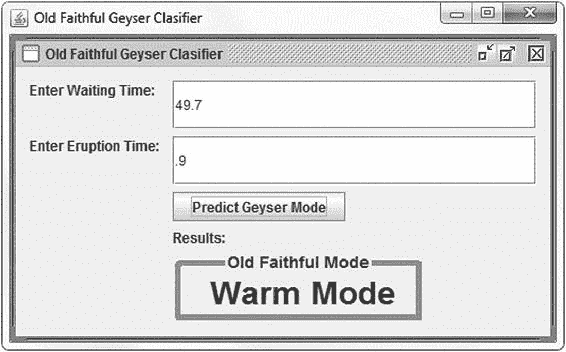 Old Faithful Geyser Clasifier
Old Faithful Geyser Clasifier
Enter Waiting Time:
49.7
Enter Eruption Time:
.9
Predict Geyser Mode
Results:
Old Faithful Mode
Warm Mode